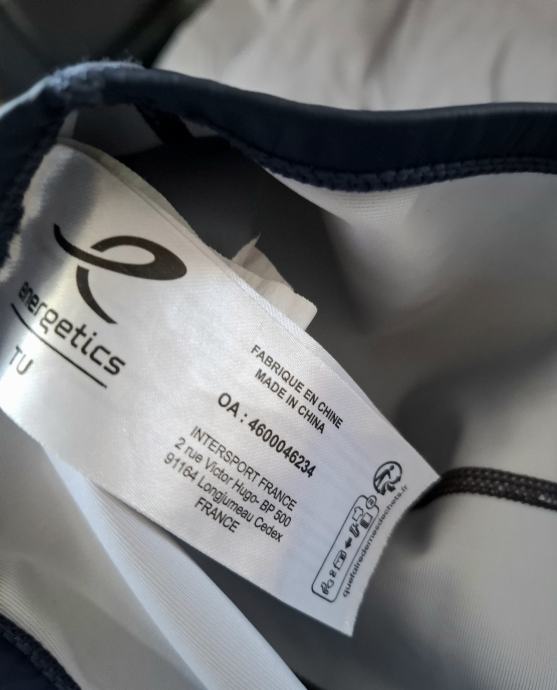 energetics
TU
FABRIQUE EN CHINE
MADE IN CHINA
OA : 4600046234
INTERSPORT FRANCE
2 rue Victor Hugo- BP 500
91164 Longjumeau Cedex
FRANCE
quefairedemesdechets.fr